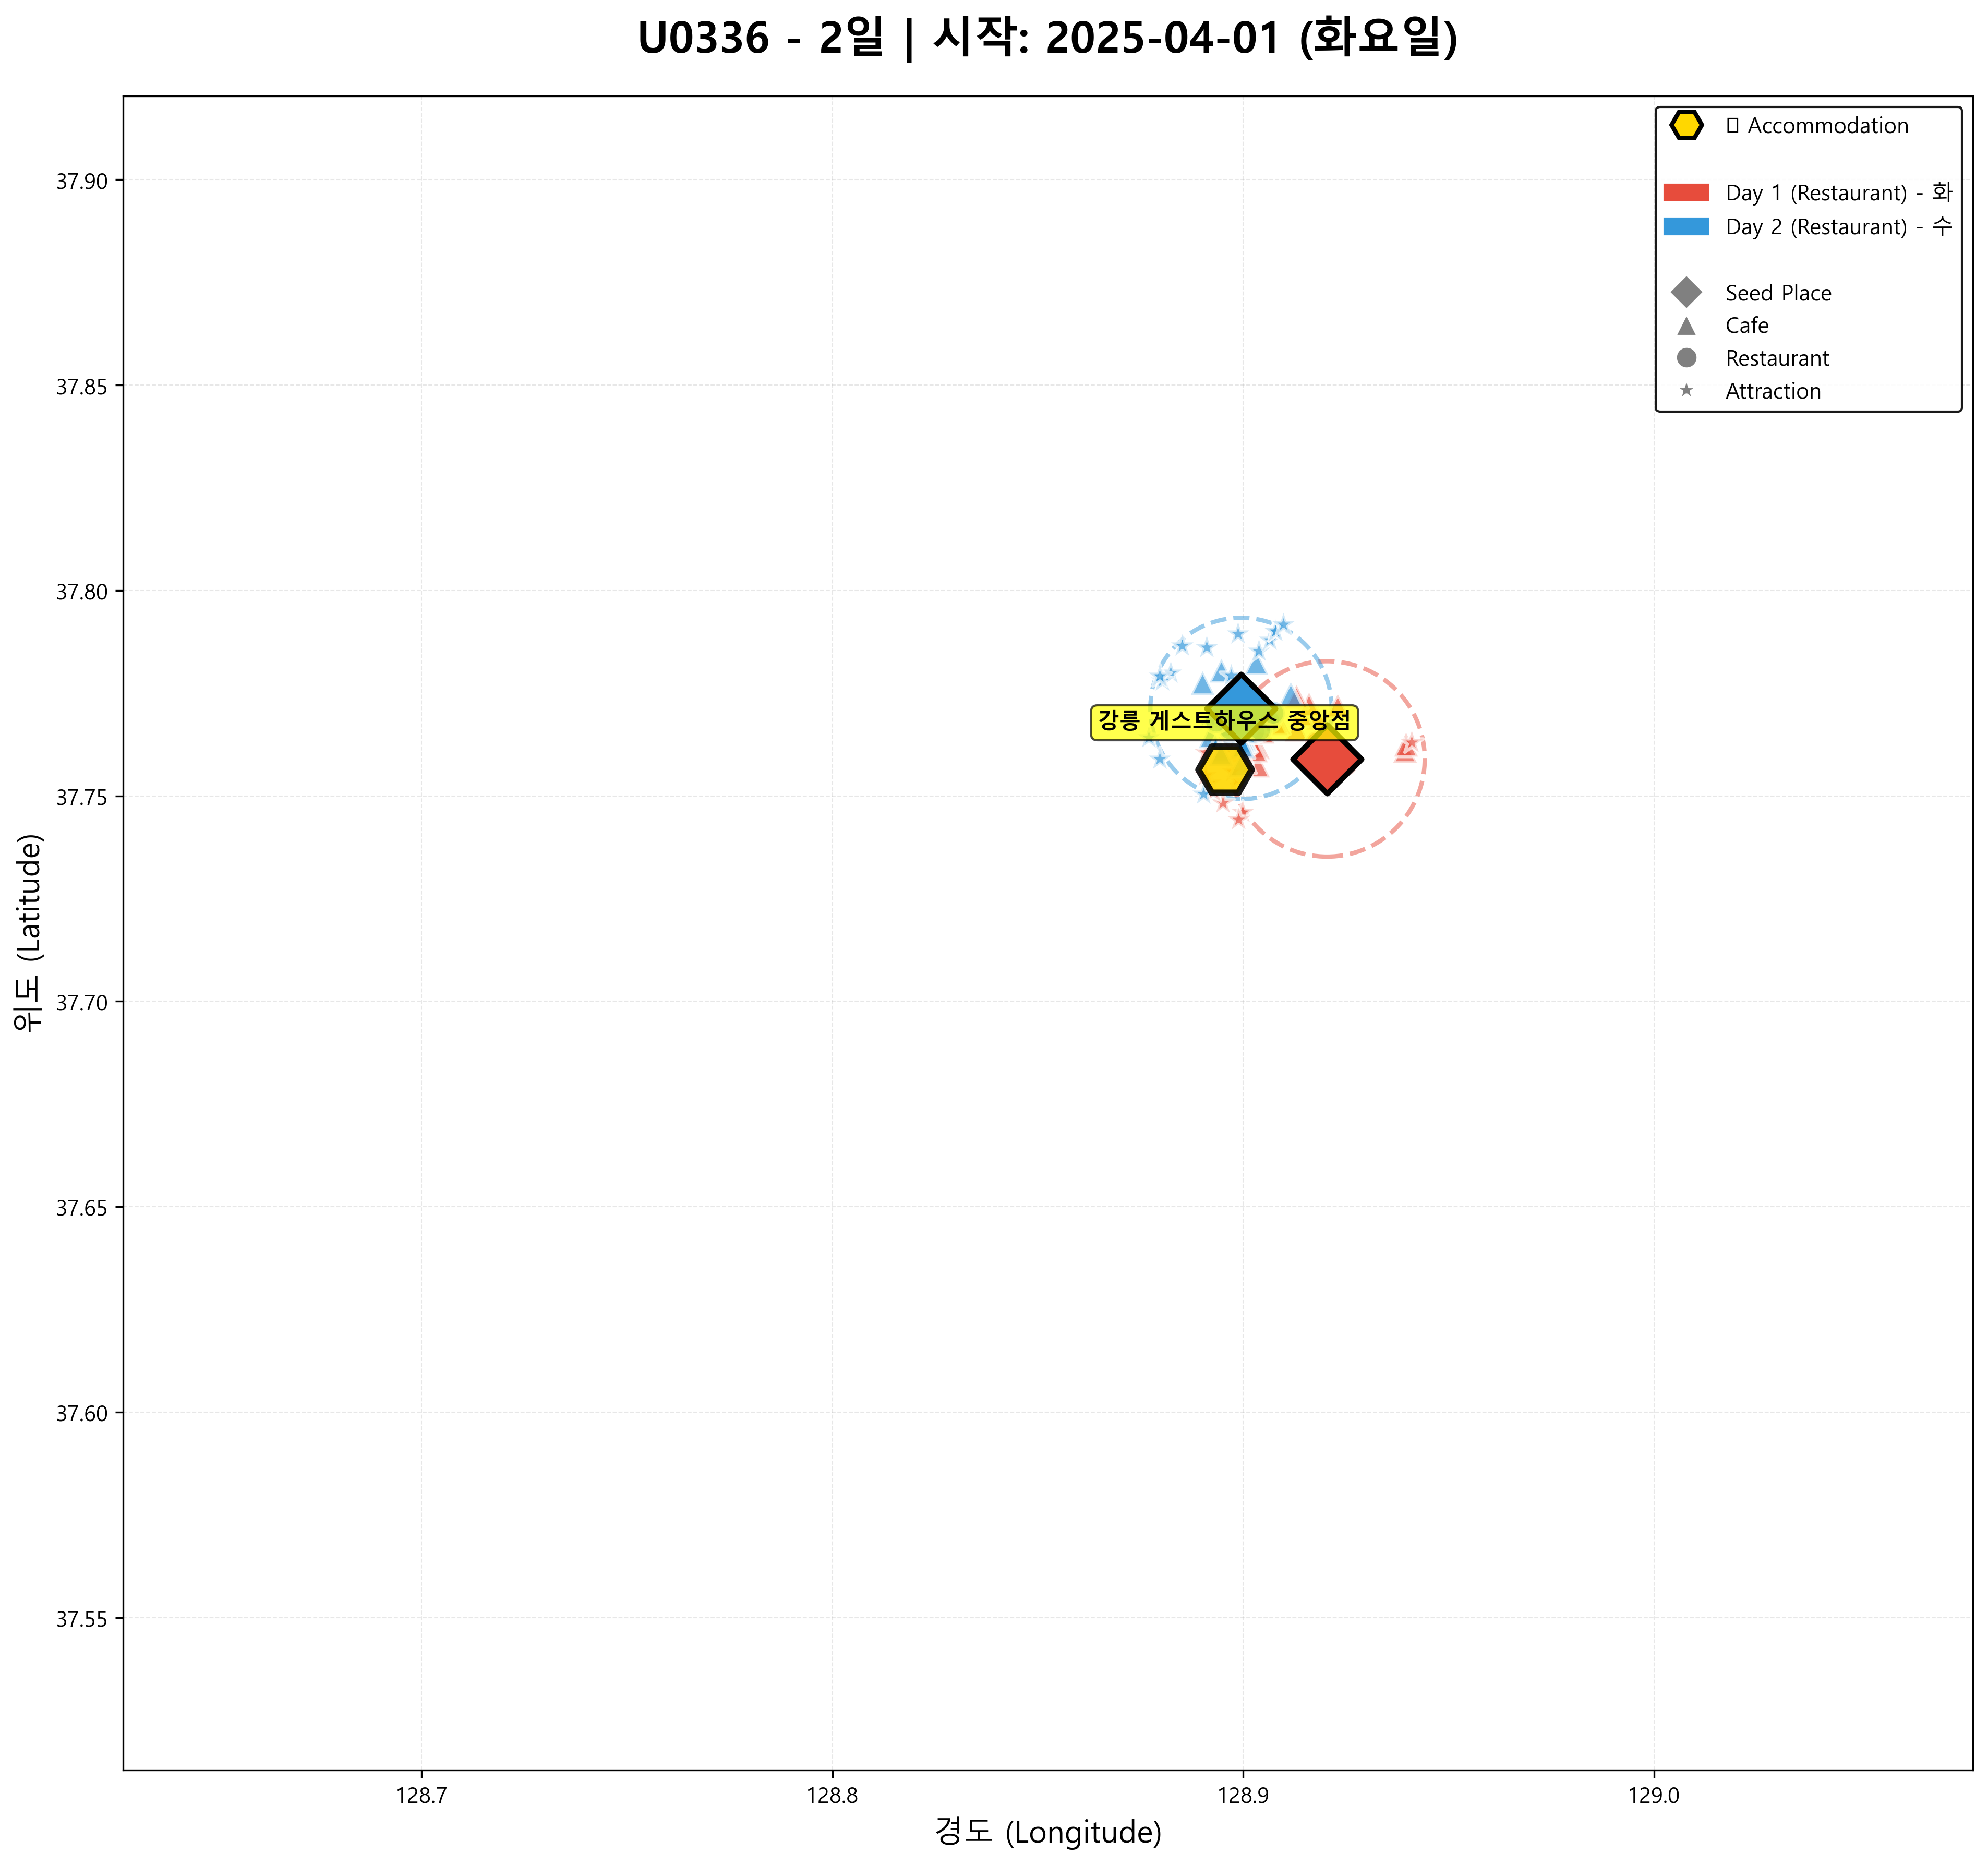 U0336 - 2일 | 시작: 2025-04-01 (화요일)
Accommodation
Day 1 (Restaurant) - 화
Day 2 (Restaurant) - 수
Seed Place
Cafe
Restaurant
Attraction
37.90
37.85
37.80
37.75
37.70
37.65
37.60
37.55
강릉 게스트하우스 중앙점
위도 (Latitude)
128.7
128.8
128.9
129.0
경도 (Longitude)